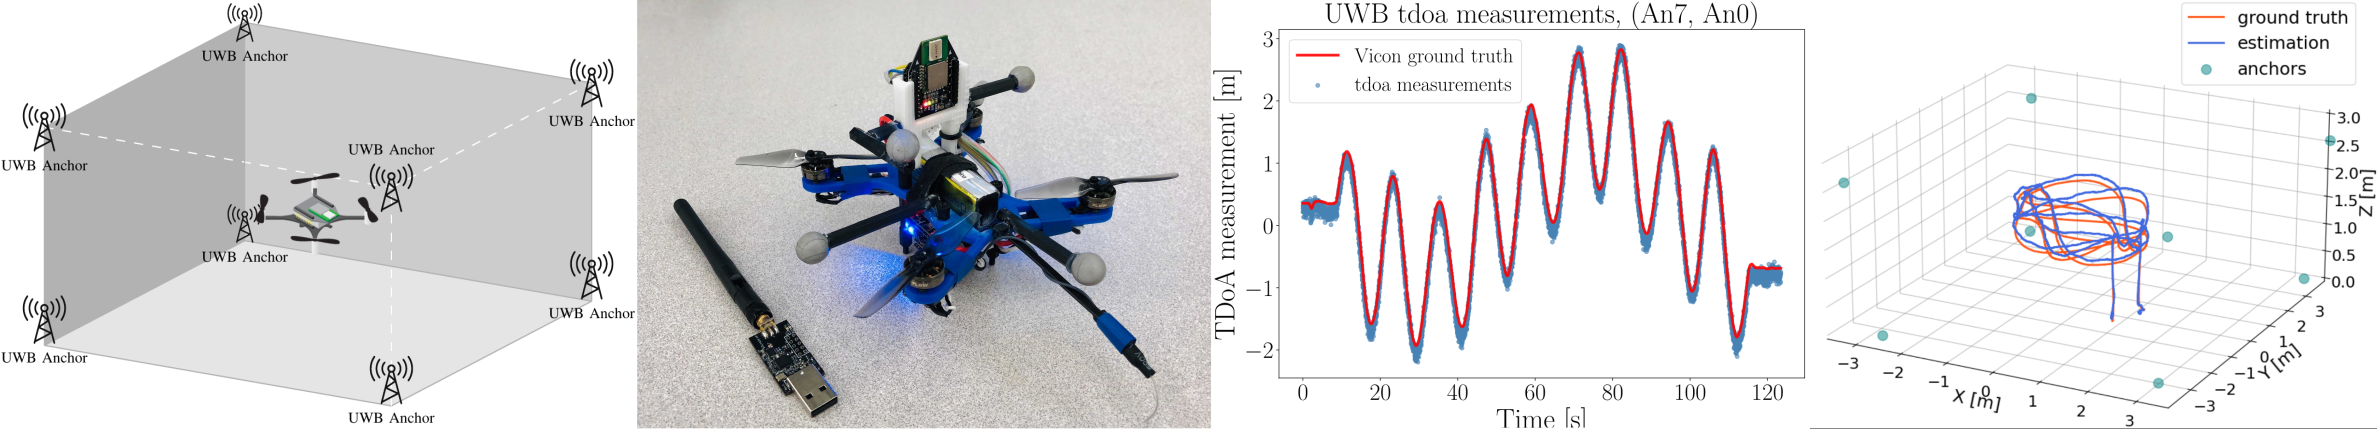 UWB Anchor
UWB Anchor
UWB Anchor
UWB Anchor
UWB Anchor
UWB Anchor
UWB Anchor
UWB Anchor
UWB tdoa measurements, (An7, An0)
Vicon ground truth
tdoa measurements
TDoA measurement [m]
3
2
1
0
−1
−2
0 20 40 60 80 100 120
Time [s]
ground truth
estimation
anchors
3.0
2.5
2.0
1.5
1.0
0.5
0.0
Z [m]
3
2
1
0
−1
−2
−3
Y [m]
−3 −2 −1 0 1 2 3
X [m]